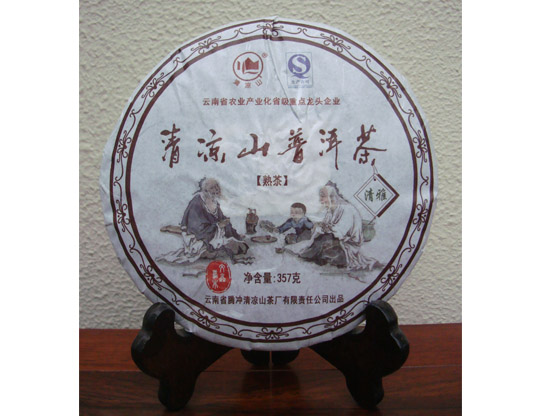 云南省农业产业化省级重点龙头企业
清凉山普洱茶
【熟茶】
清雅
净含量:357克
云南省腾冲清凉山茶厂有限责任公司出品